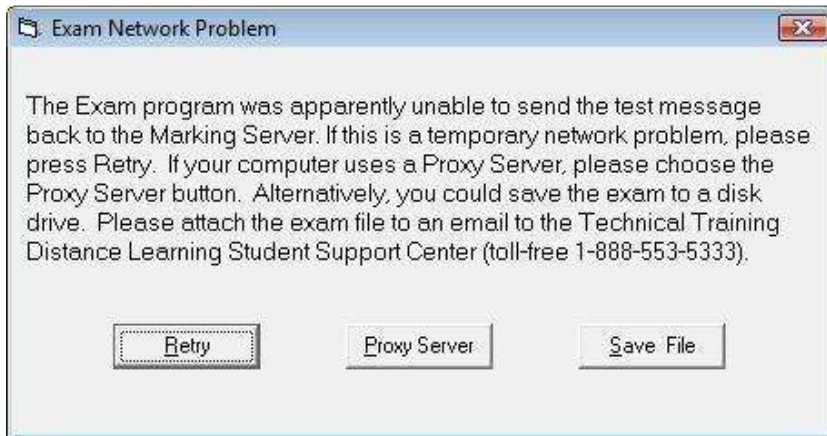 Exam Network Problem
The Exam program was apparently unable to send the test message
back to the Marking Server. If this is a temporary network problem, please
press Retry. If your computer uses a Proxy Server, please choose the
Proxy Server button. Alternatively, you could save the exam to a disk
drive. Please attach the exam file to an email to the Technical Training
Distance Learning Student Support Center (toll-free 1-888-553-5333).
Retry Proxy Server Save File